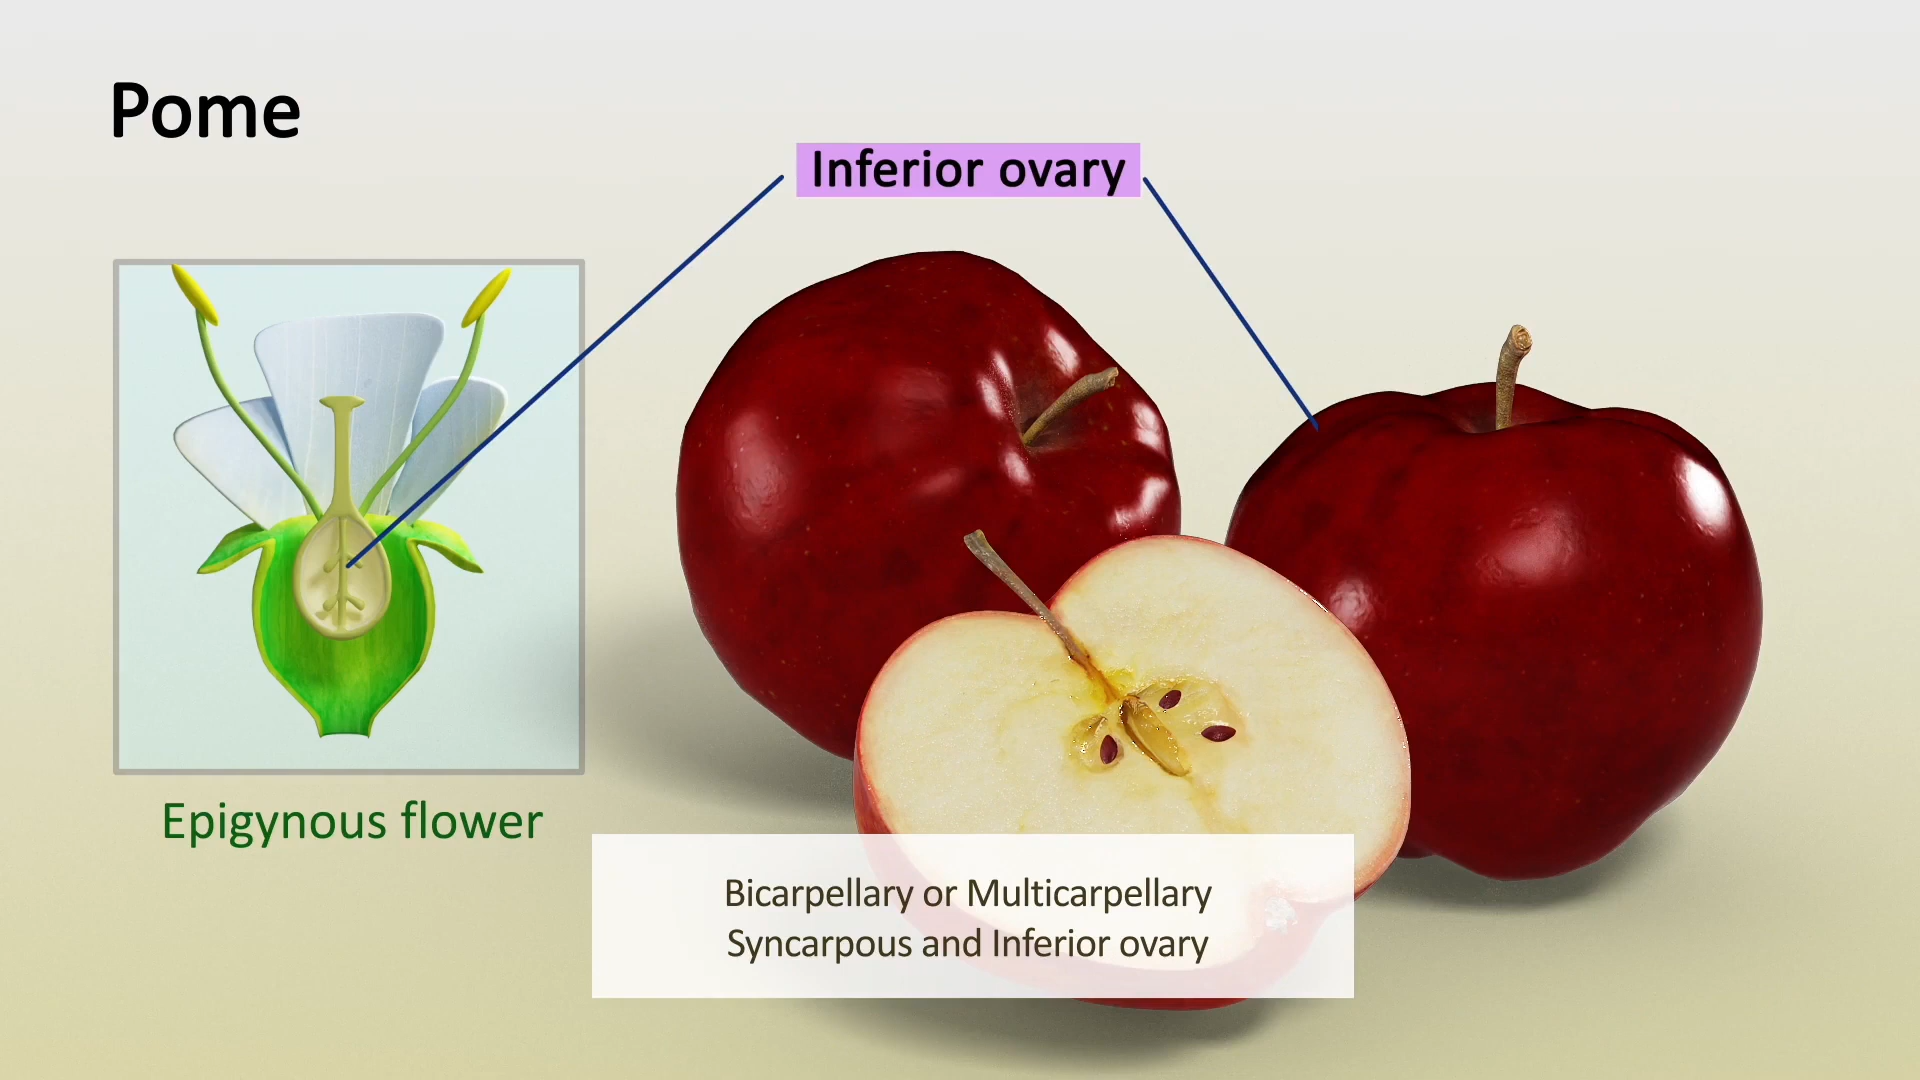 Pome
Inferior ovary
Epigynous flower
Bicarpellary or Multicarpellary
Syncarpous and Inferior ovary